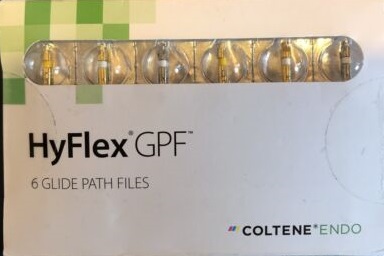 HyFlex® GPF™
6 GLIDE PATH FILES
COLTENE® ENDO